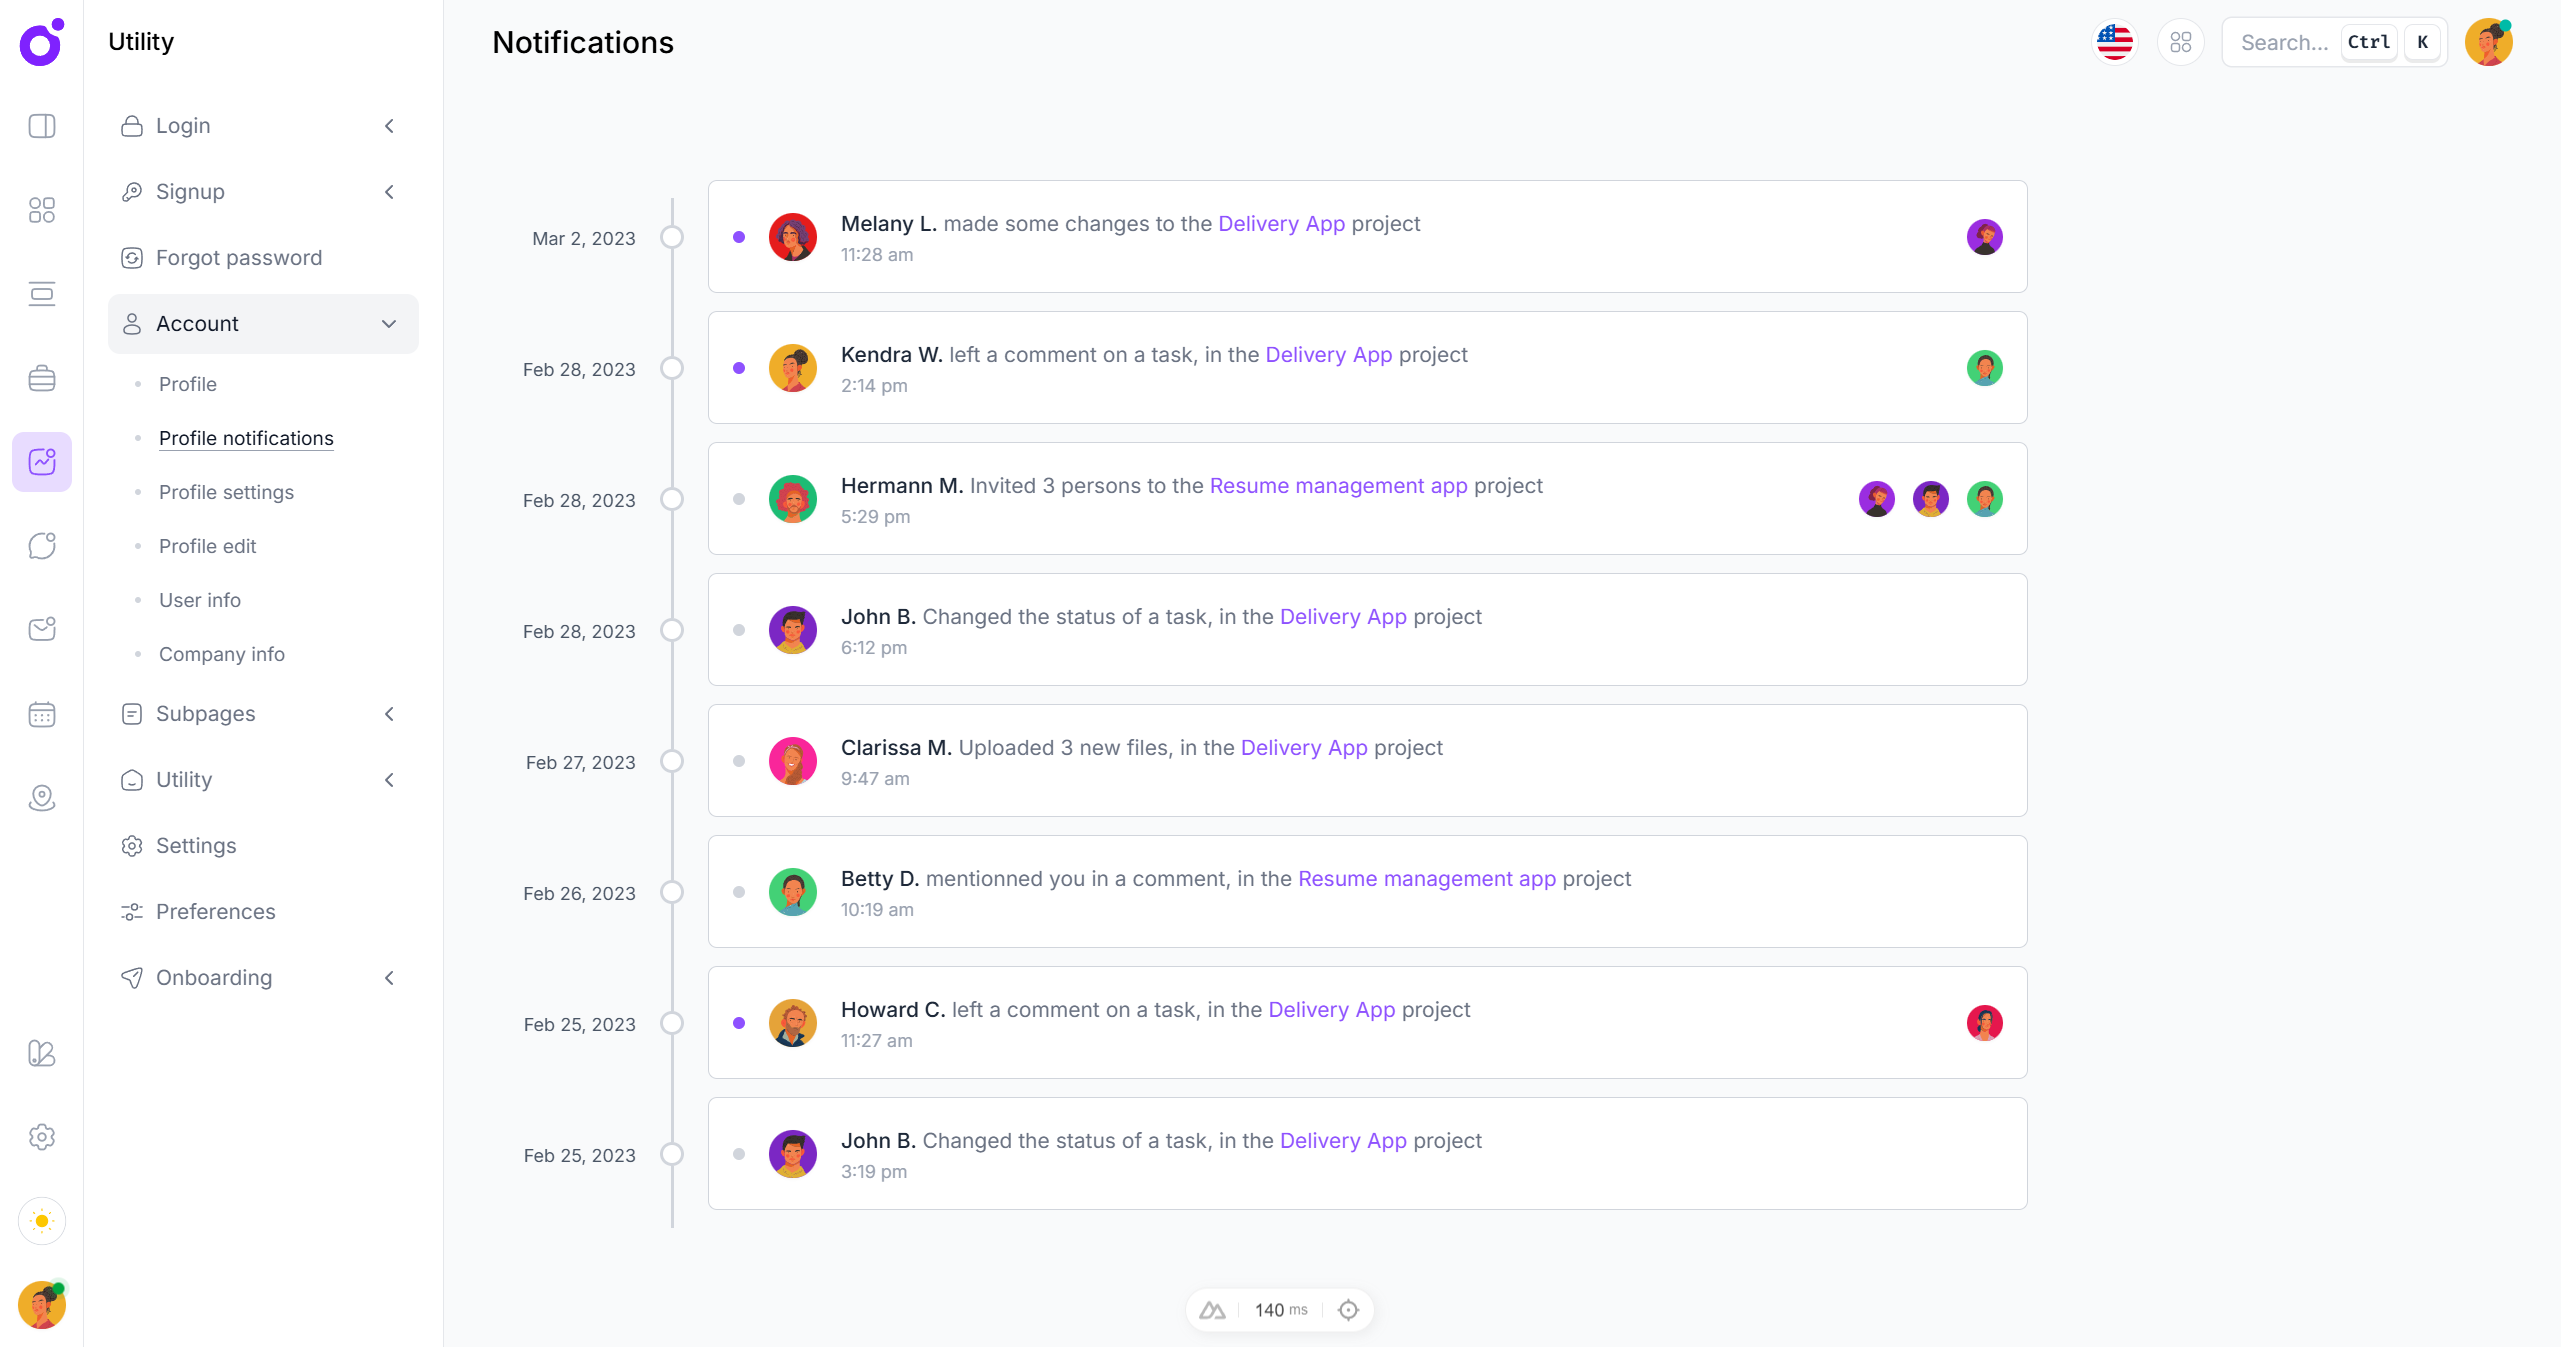 Utility
Login
Signup
Forgot password
Account
Profile
Profile notifications
Profile settings
Profile edit
User info
Company info
Subpages
Utility
Settings
Preferences
Onboarding
Notifications
Search... Ctrl K
Mar 2, 2023
Melany L. made some changes to the Delivery App project
11:28 am
Feb 28, 2023
Kendra W. left a comment on a task, in the Delivery App project
2:14 pm
Feb 28, 2023
Hermann M. Invited 3 persons to the Resume management app project
5:29 pm
Feb 28, 2023
John B. Changed the status of a task, in the Delivery App project
6:12 pm
Feb 27, 2023
Clarissa M. Uploaded 3 new files, in the Delivery App project
9:47 am
Feb 26, 2023
Betty D. mentionned you in a comment, in the Resume management app project
10:19 am
Feb 25, 2023
Howard C. left a comment on a task, in the Delivery App project
11:27 am
Feb 25, 2023
John B. Changed the status of a task, in the Delivery App project
3:19 pm
140 ms